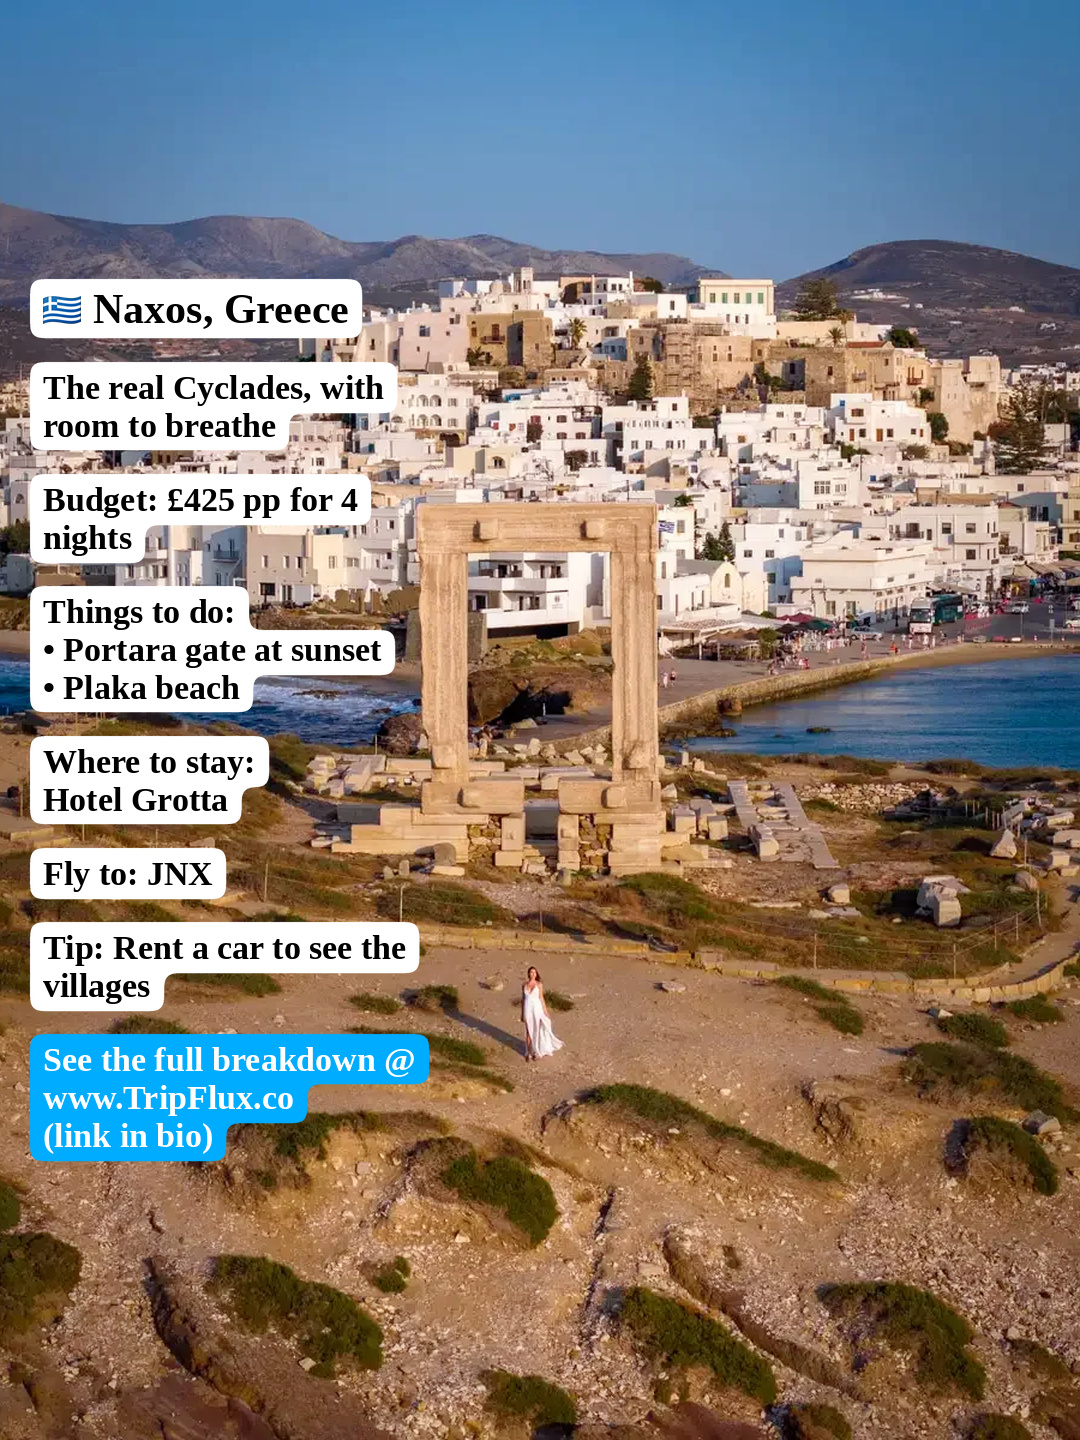 🇬🇷 Naxos, Greece
The real Cyclades, with
room to breathe
Budget: £425 pp for 4
nights
Things to do:
• Portara gate at sunset
• Plaka beach
Where to stay:
Hotel Grotta
Fly to: JNX
Tip: Rent a car to see the
villages
See the full breakdown @
www.TripFlux.co
(link in bio)